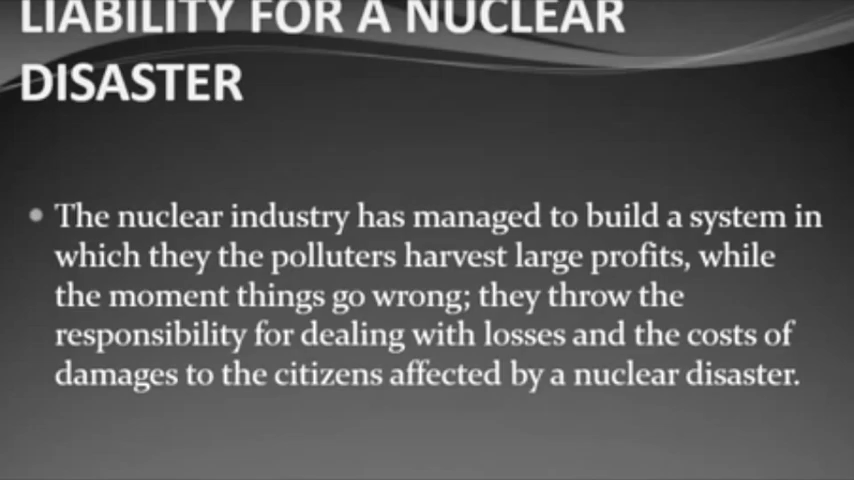 LIABILITY FOR A NUCLEAR
DISASTER
• The nuclear industry has managed to build a system in
which they the polluters harvest large profits, while
the moment things go wrong; they throw the
responsibility for dealing with losses and the costs of
damages to the citizens affected by a nuclear disaster.